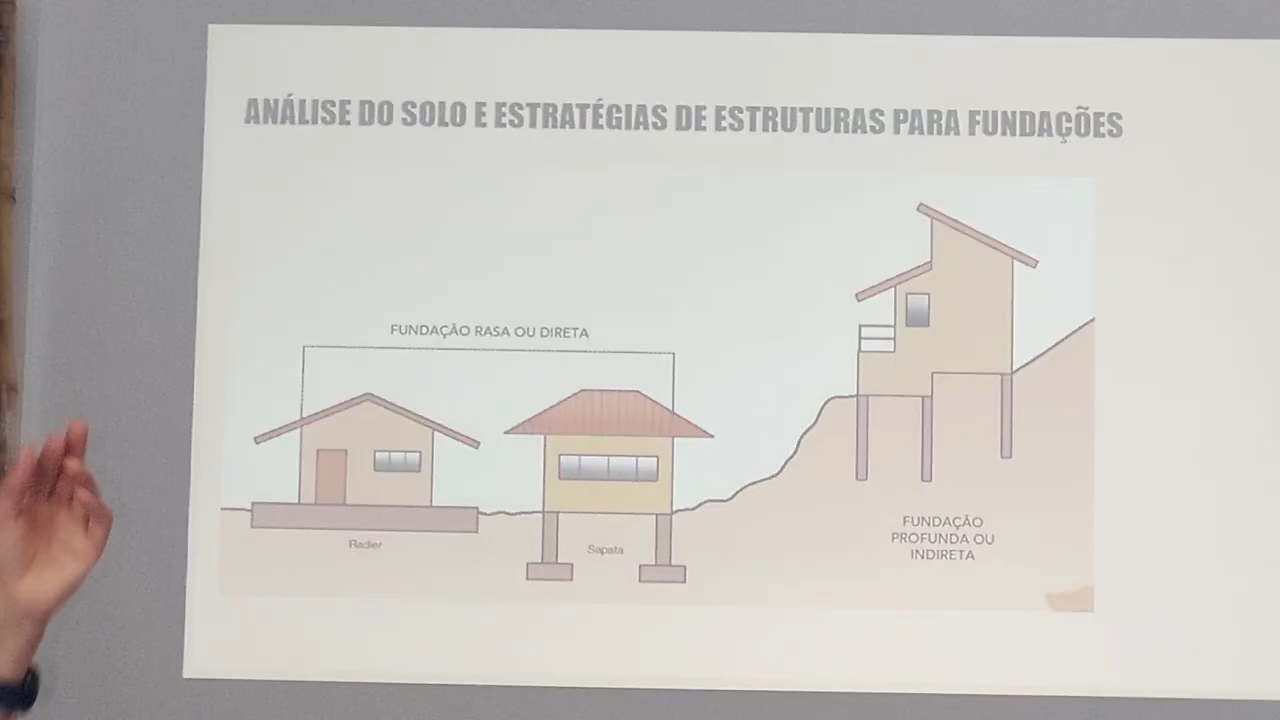 ANÁLISE DO SOLO E ESTRATÉGIAS DE ESTRUTURAS PARA FUNDAÇÕES
FUNDAÇÃO RASA OU DIRETA
Radier
Sapata
FUNDAÇÃO
PROFUNDA OU
INDIRETA